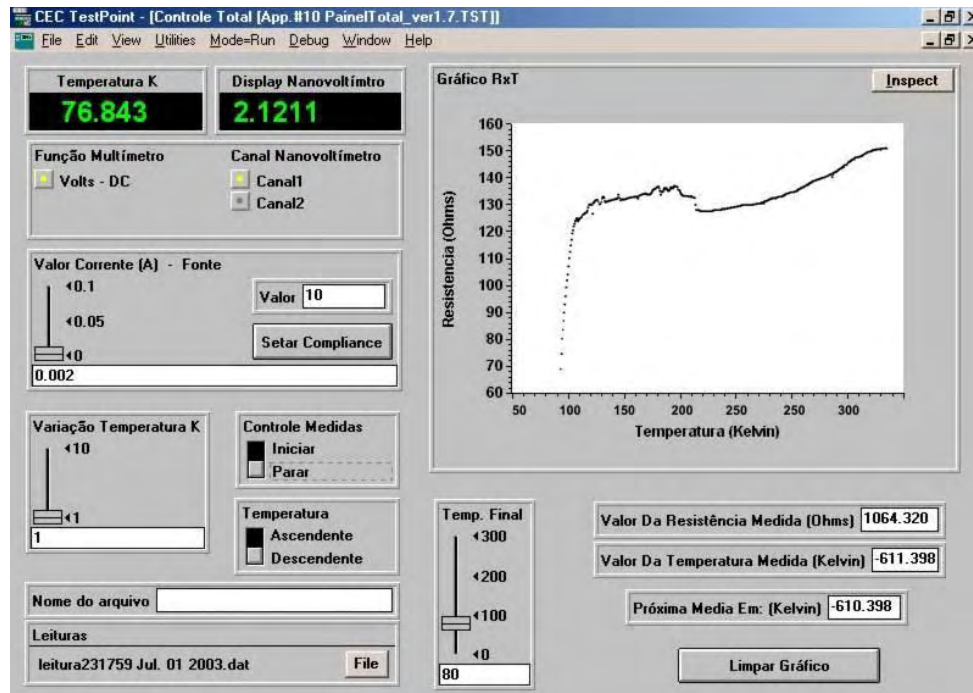 CEC TestPoint - [Controle Total [App.#10 PainelTotal_ver1.7.TST]]
File Edit View Utilities Mode=Run Debug Window Help
Temperatura K
76.843
Display Nanovoltímtro
2.1211
Função Multímetro
Volts - DC
Canal Nanovoltímetro
Canal1
Canal2
Valor Corrente (A) - Fonte
0.1
0.05
0
Valor 10
Setar Compliance
0.002
Variação Temperatura K
10
1
1
Controle Medidas
Iniciar
Parar
Temperatura
Ascendente
Descendente
Nome do arquivo
Leituras
leitura231759 Jul. 01 2003.dat
File
Gráfico RxT
Inspect
160
150
140
130
120
110
100
90
80
70
60
Resistencia (Ohms)
50 100 150 200 250 300
Temperatura (Kelvin)
Temp. Final
300
200
100
0
80
Valor Da Resistência Medida (Ohms) 1064.320
Valor Da Temperatura Medida (Kelvin) -611.398
Próxima Media Em: (Kelvin) -610.398
Limpar Gráfico